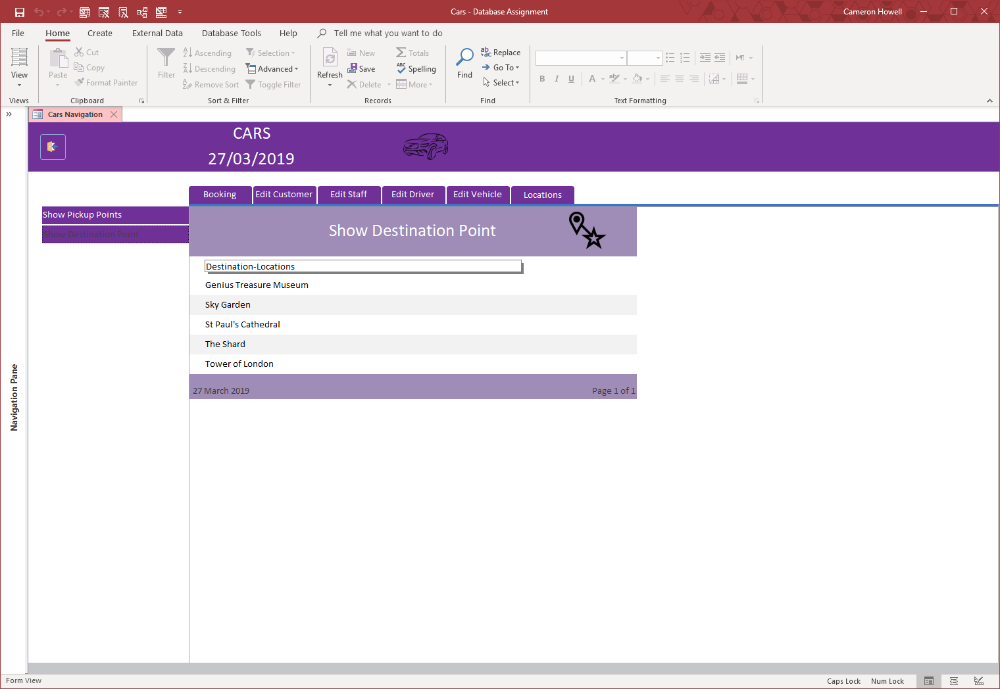 Cars - Database Assignment
Cameron Howell
File Home Create External Data Database Tools Help Tell me what you want to do
View
Views
Paste
Cut
Copy
Format Painter
Clipboard
Filter
Ascending
Descending
Remove Sort
Selection
Advanced
Toggle Filter
Sort & Filter
Refresh
New
Save
Delete
Totals
Spelling
More
Records
Find
Replace
Go To
Select
Find
B I U A
Text Formatting
Cars Navigation
CARS
27/03/2019
Booking Edit Customer Edit Staff Edit Driver Edit Vehicle Locations
Show Pickup Points
Show Destination Point
Show Destination Point
Destination-Locations
Genius Treasure Museum
Sky Garden
St Paul's Cathedral
The Shard
Tower of London
27 March 2019 Page 1 of 1
Navigation Pane
Form View
Caps Lock Num Lock